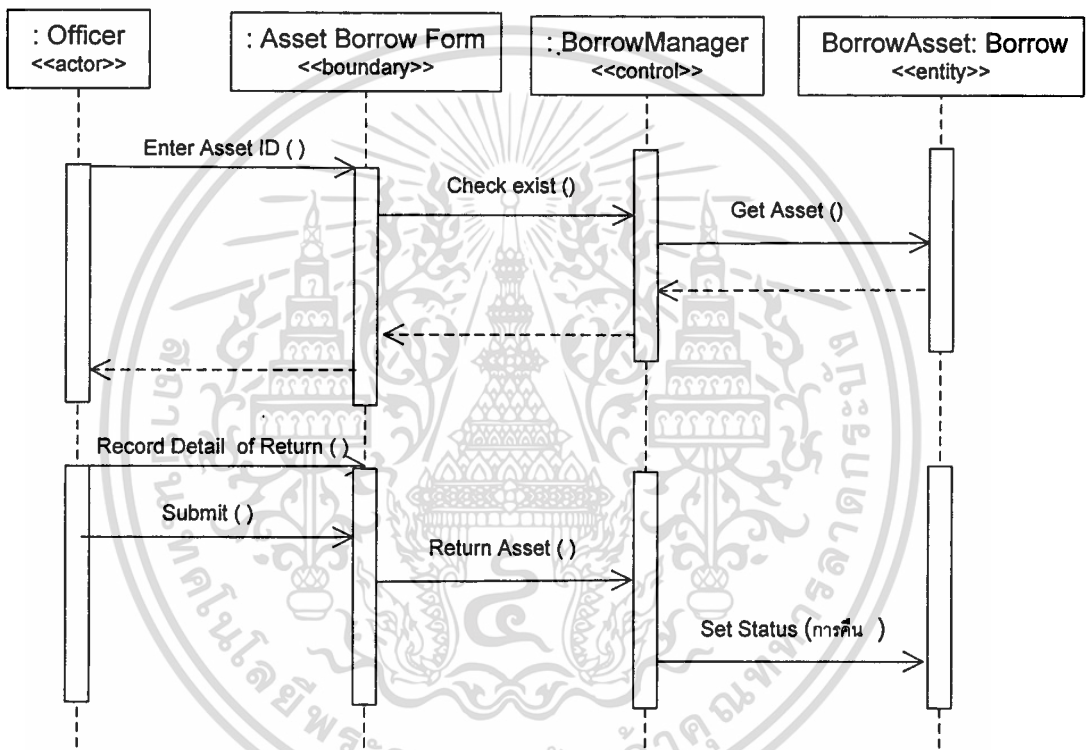 : Officer
<<actor>>
: Asset Borrow Form
<<boundary>>
: BorrowManager
<<control>>
BorrowAsset: Borrow
<<entity>>
Enter Asset ID ( )
Check exist ()
Get Asset ()
Record Detail of Return ( )
Submit ( )
Return Asset ( )
Set Status (การคืน )